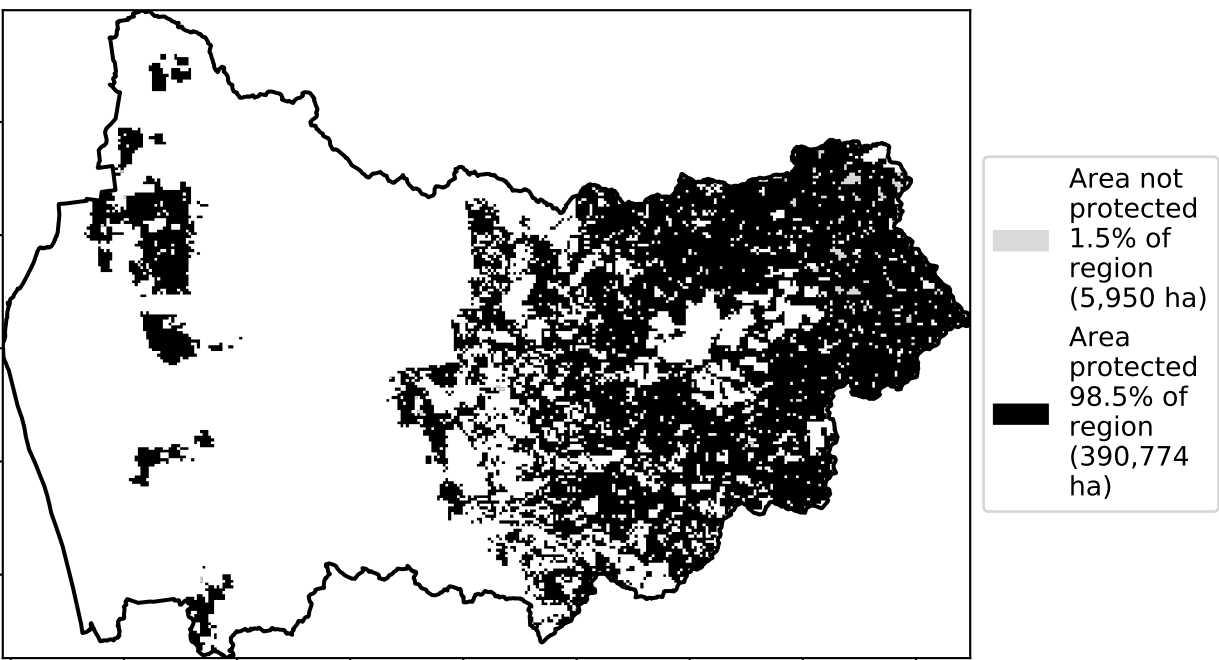 Area not
protected
1.5% of
region
(5,950 ha)
Area
protected
98.5% of
region
(390,774
ha)